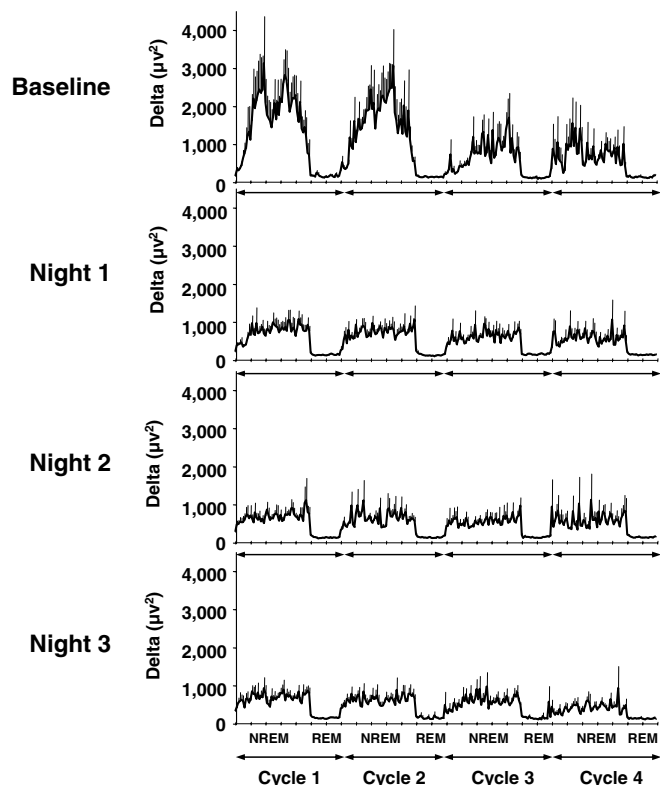 Baseline
Delta (μv²)
4,000
3,000
2,000
1,000
0
Night 1
Delta (μv²)
4,000
3,000
2,000
1,000
0
Night 2
Delta (μv²)
4,000
3,000
2,000
1,000
0
Night 3
Delta (μv²)
4,000
3,000
2,000
1,000
0
NREM REM NREM REM NREM REM NREM REM
Cycle 1 Cycle 2 Cycle 3 Cycle 4